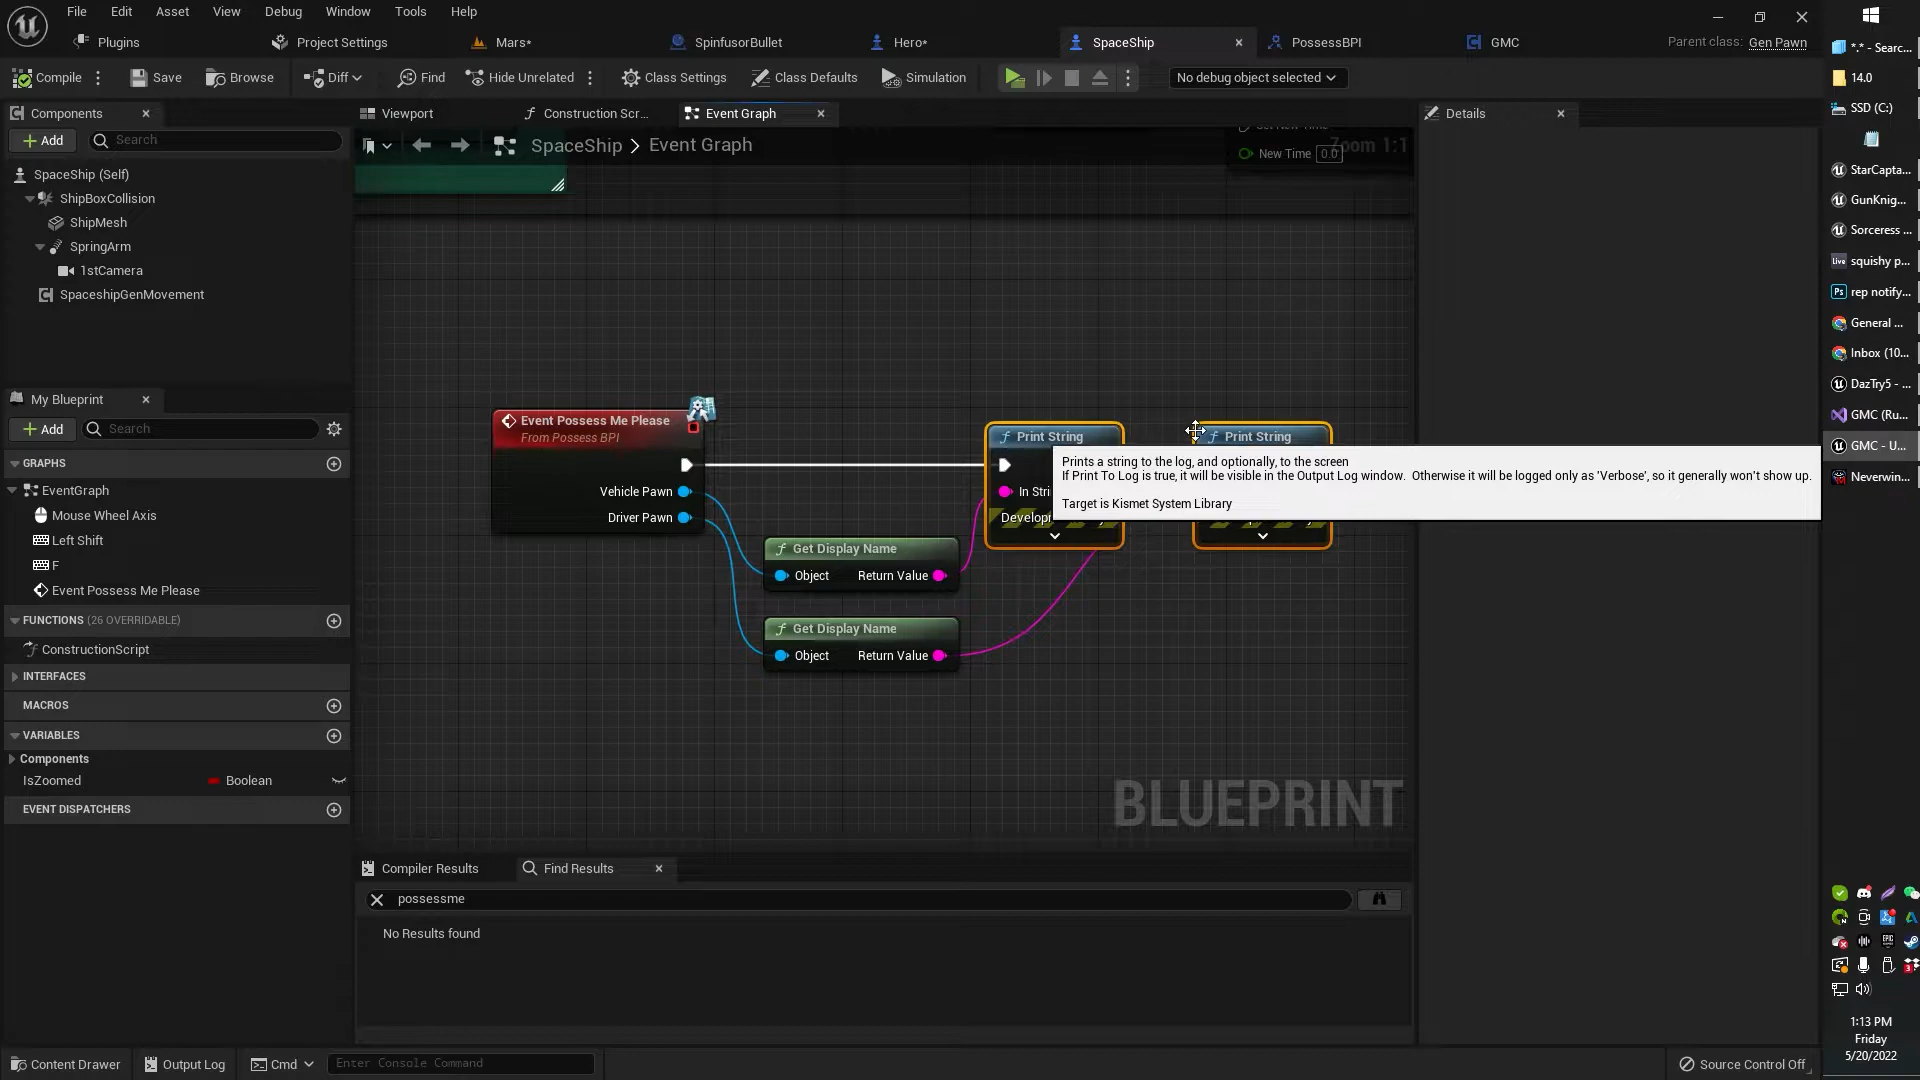 File Edit Asset View Debug Window Tools Help
Plugins Project Settings Mars* SpinfusorBullet Hero* SpaceShip PossessBPI GMC Parent class: Gen Pawn
Compile Save Browse Diff Find Hide Unrelated Class Settings Class Defaults Simulation No debug object selected
Components Viewport Construction Scr... Event Graph Details
Add Search
SpaceShip > Event Graph
Zoom 1:1
New Time 0.0
SpaceShip (Self)
ShipBoxCollision
ShipMesh
SpringArm
1stCamera
SpaceshipGenMovement
My Blueprint
Add Search
GRAPHS
EventGraph
Mouse Wheel Axis
Left Shift
F
Event Possess Me Please
FUNCTIONS (26 OVERRIDABLE)
ConstructionScript
INTERFACES
MACROS
VARIABLES
Components
IsZoomed Boolean
EVENT DISPATCHERS
Event Possess Me Please
From Possess BPI
Vehicle Pawn
Driver Pawn
Get Display Name
Object Return Value
Get Display Name
Object Return Value
Print String
In Stri
Develop
Print String
Prints a string to the log, and optionally, to the screen
If Print To Log is true, it will be visible in the Output Log window. Otherwise it will be logged only as 'Verbose', so it generally won't show up.
Target is Kismet System Library
BLUEPRINT
Compiler Results Find Results
possessme
No Results found
Content Drawer Output Log Cmd Enter Console Command Source Control Off
*.* - Searc...
14.0
SSD (C:)
StarCapta...
GunKnig...
Sorceress ...
squishy p...
rep notify...
General ...
Inbox (10...
DazTry5 - ...
GMC (Ru...
GMC - U...
Neverwin...
1:13 PM
Friday
5/20/2022